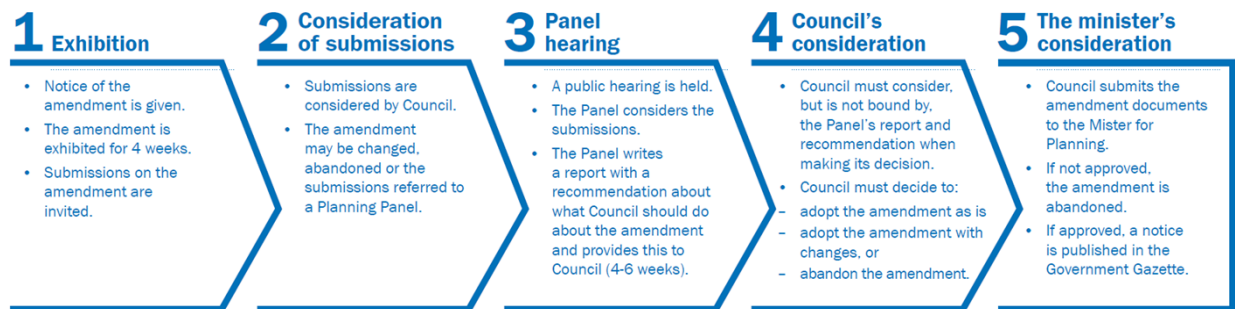 1 Exhibition
• Notice of the
amendment is given.
• The amendment is
exhibited for 4 weeks.
• Submissions on the
amendment are
invited.
2 Consideration
of submissions
• Submissions are
considered by Council.
• The amendment
may be changed,
abandoned or the
submissions referred to
a Planning Panel.
3 Panel
hearing
• A public hearing is held.
• The Panel considers the
submissions.
• The Panel writes
a report with a
recommendation about
what Council should do
about the amendment
and provides this to
Council (4-6 weeks).
4 Council's
consideration
• Council must consider,
but is not bound by,
the Panel's report and
recommendation when
making its decision.
• Council must decide to:
– adopt the amendment as is
– adopt the amendment with
changes, or
– abandon the amendment.
5 The minister's
consideration
• Council submits the
amendment documents
to the Mister for
Planning.
• If not approved,
the amendment is
abandoned.
• If approved, a notice
is published in the
Government Gazette.